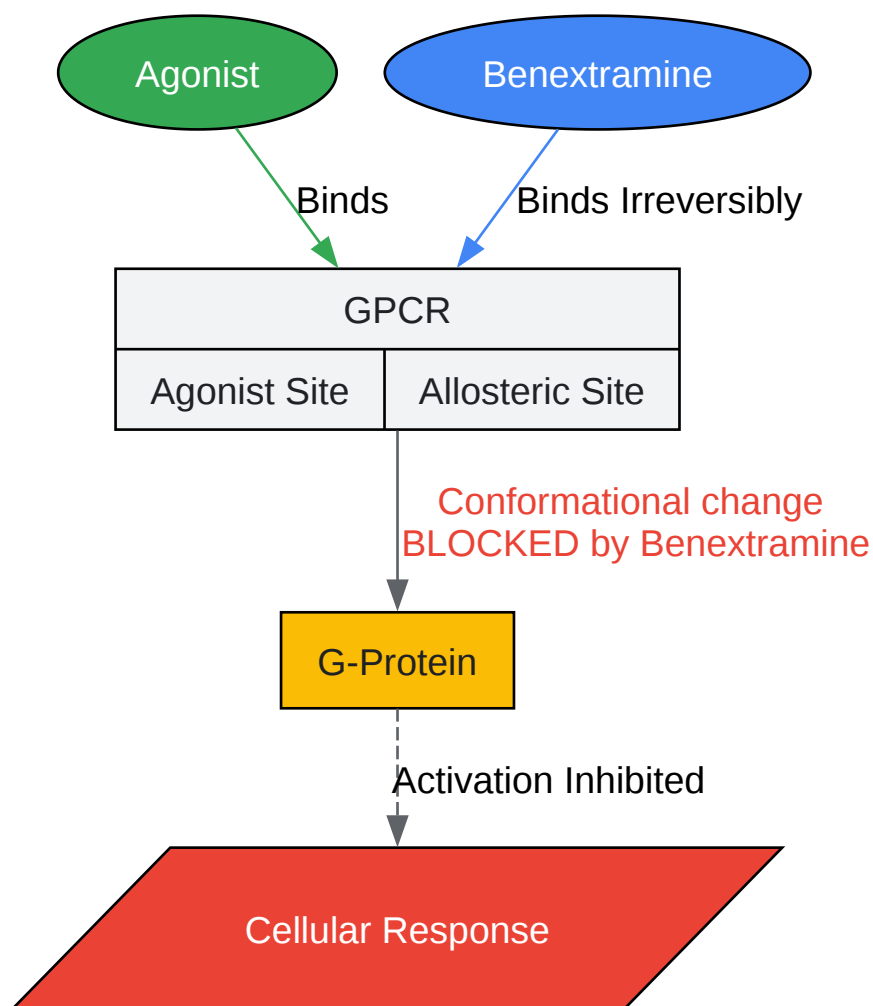 Agonist
Benextramine
Binds
Binds Irreversibly
GPCR
Agonist Site
Allosteric Site
Conformational change
BLOCKED by Benextramine
G-Protein
Activation Inhibited
Cellular Response